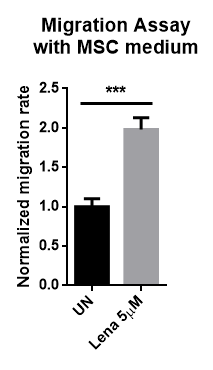 Migration Assay
with MSC medium
Normalized migration rate
2.5
2.0
1.5
1.0
0.5
0.0
***
UN
Lena 5μM